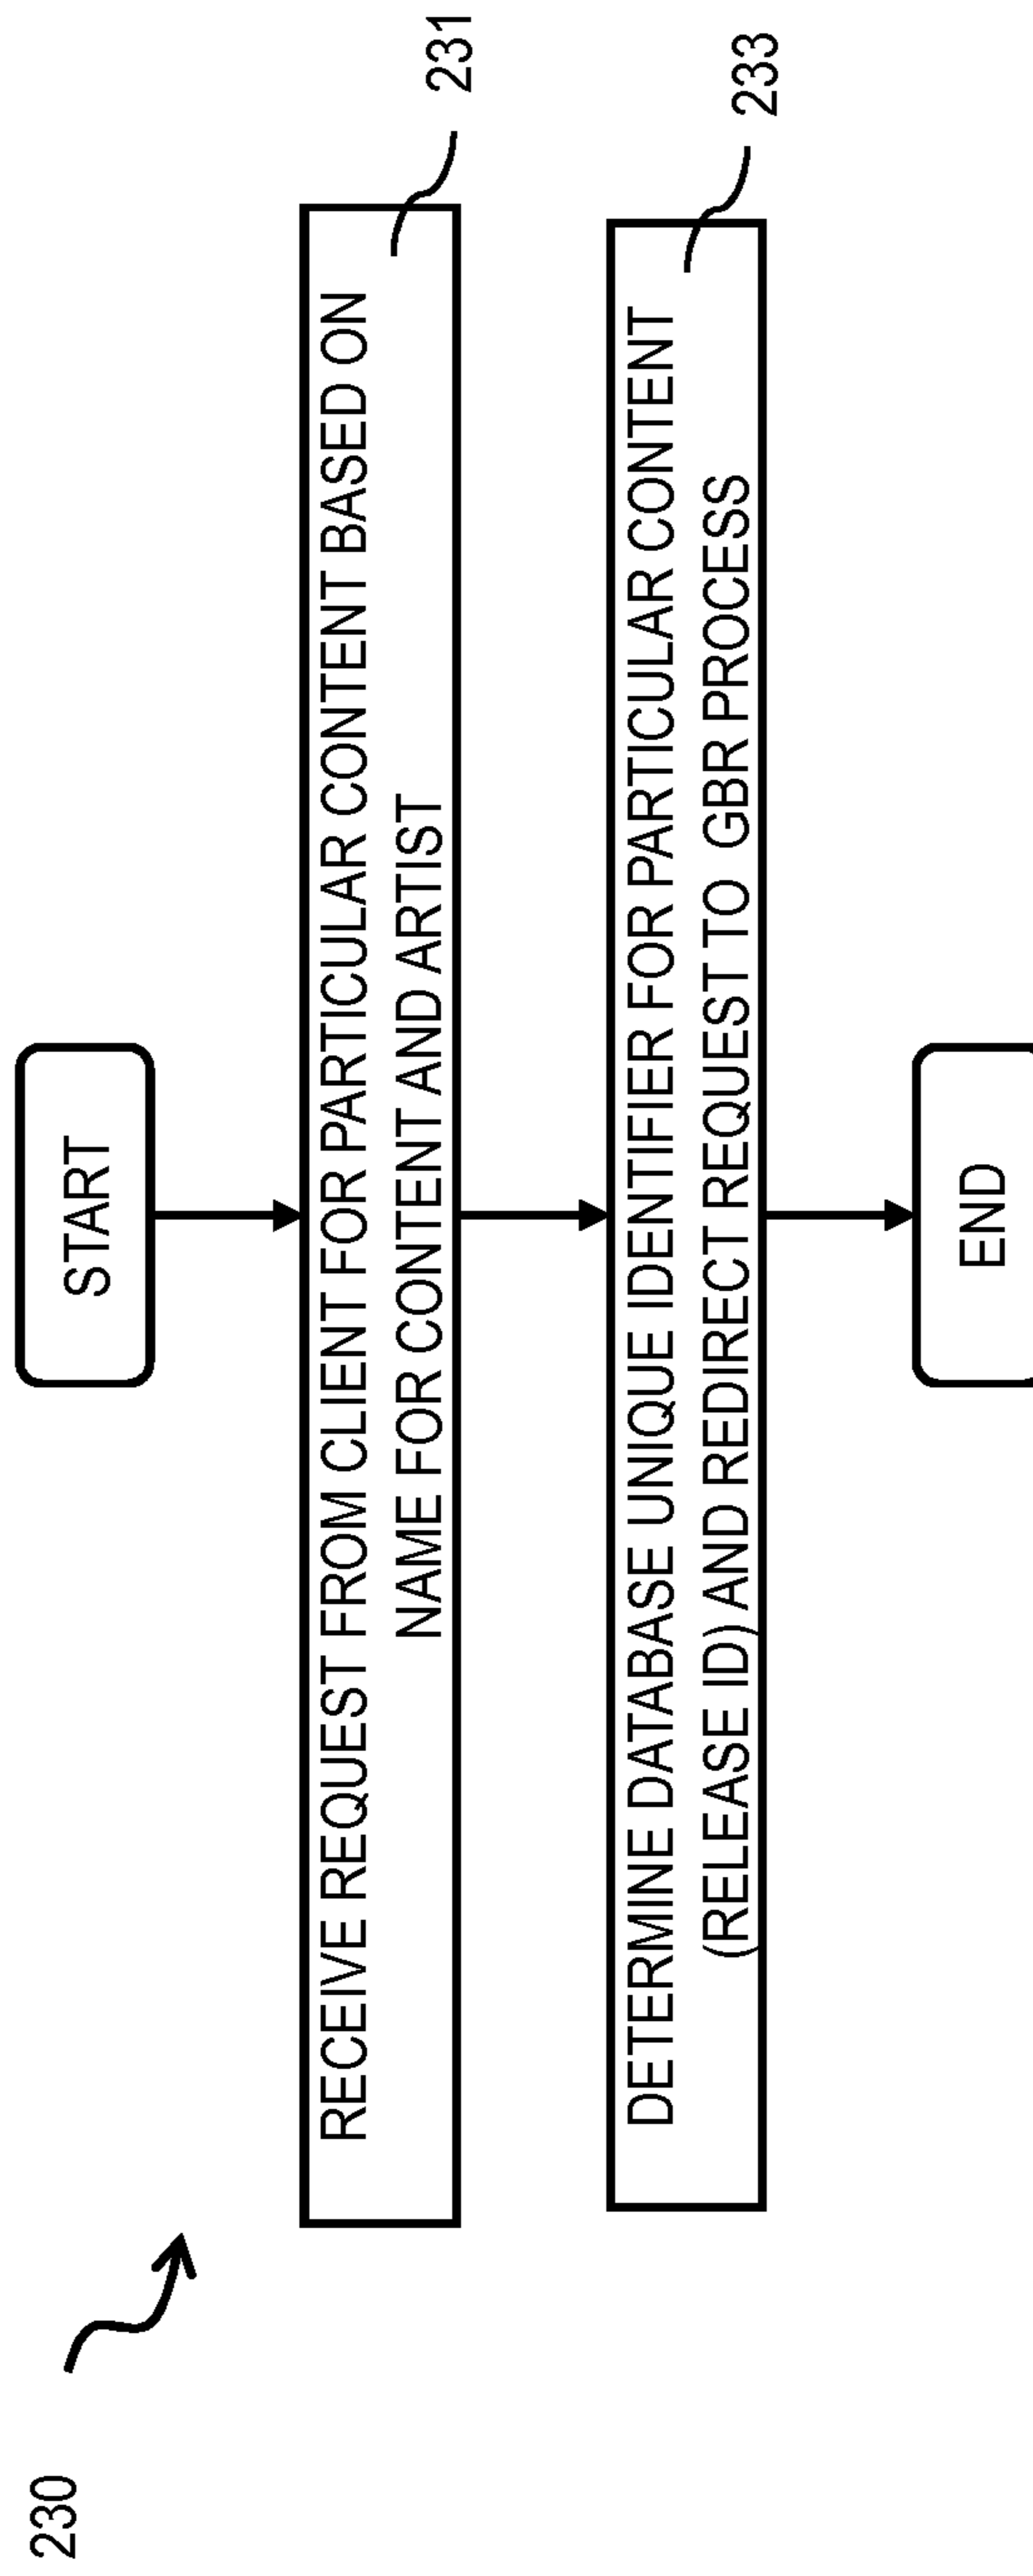 230
START
RECEIVE REQUEST FROM CLIENT FOR PARTICULAR CONTENT BASED ON
NAME FOR CONTENT AND ARTIST
231
DETERMINE DATABASE UNIQUE IDENTIFIER FOR PARTICULAR CONTENT
(RELEASE ID) AND REDIRECT REQUEST TO GBR PROCESS
233
END